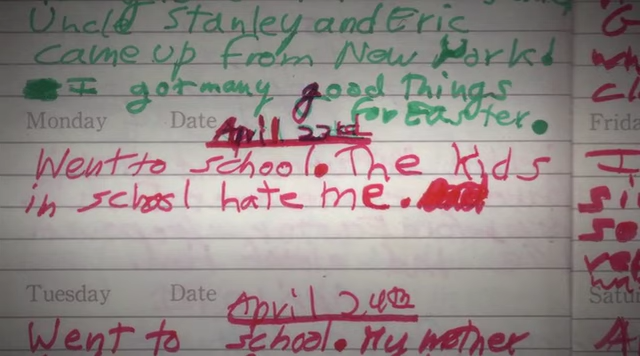 Uncle Stanley and Eric
came up from New York!
I got many good things
for Easter.
Monday Date April 23rd
Went to school. The kids
in school hate me.
Tuesday Date April 24th
Went to school. My mother